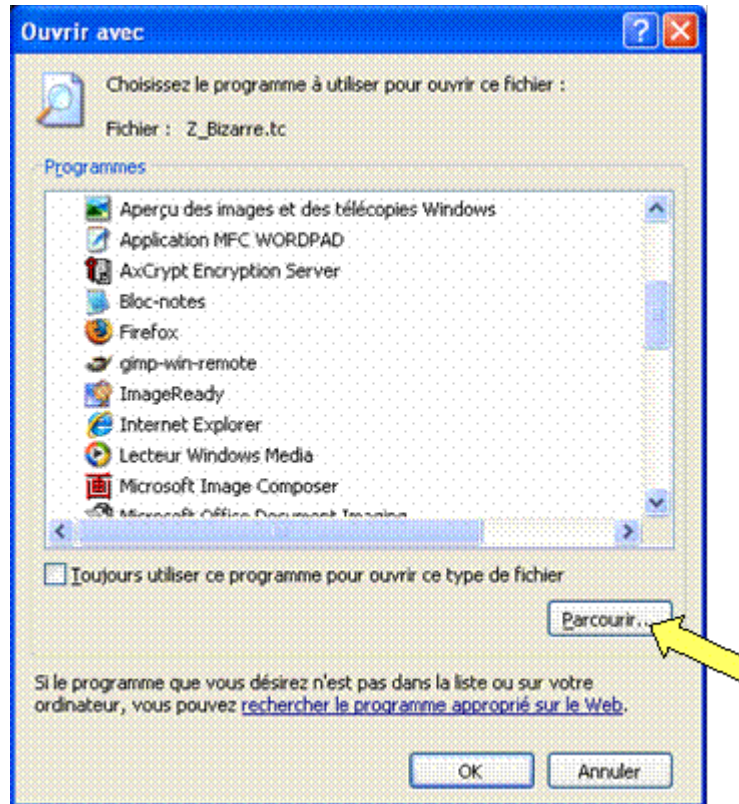 Ouvrir avec
Choisissez le programme à utiliser pour ouvrir ce fichier :
Fichier : Z_Bizarre.tc
Programmes
Aperçu des images et des télécopies Windows
Application MFC WORDPAD
AxCrypt Encryption Server
Bloc-notes
Firefox
gimp-win-remote
ImageReady
Internet Explorer
Lecteur Windows Media
Microsoft Image Composer
Microsoft Office Document Imaging
Toujours utiliser ce programme pour ouvrir ce type de fichier
Parcourir...
Si le programme que vous désirez n'est pas dans la liste ou sur votre
ordinateur, vous pouvez rechercher le programme approprié sur le Web.
OK Annuler